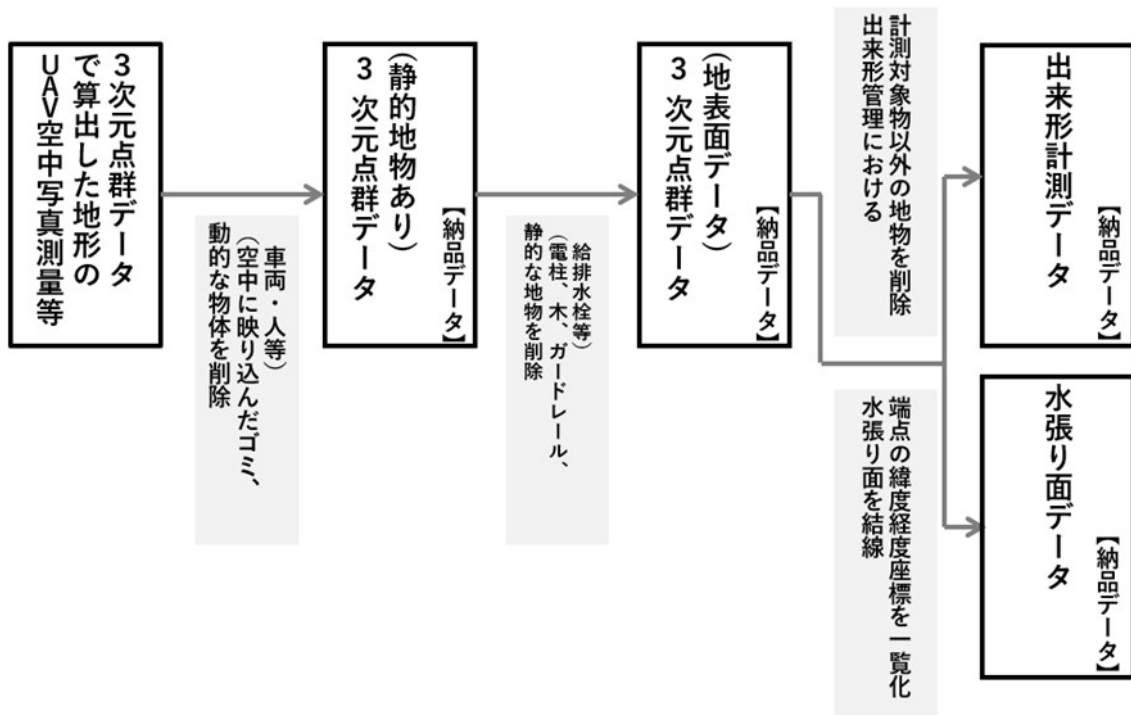 UAV空中写真測量等
で算出した地形の
3次元点群データ
動的な物体を削除
(空中に映り込んだゴミ、
車両・人等)
3次元点群データ
(静的地物あり)
【納品データ】
静的な地物を削除
(電柱、木、ガードレール、
給排水栓等)
3次元点群データ
(地表面データ)
【納品データ】
出来形管理における
計測対象物以外の地物を削除
出来形計測データ
【納品データ】
水張り面を結線
端点の緯度経度座標を一覧化
水張り面データ
【納品データ】